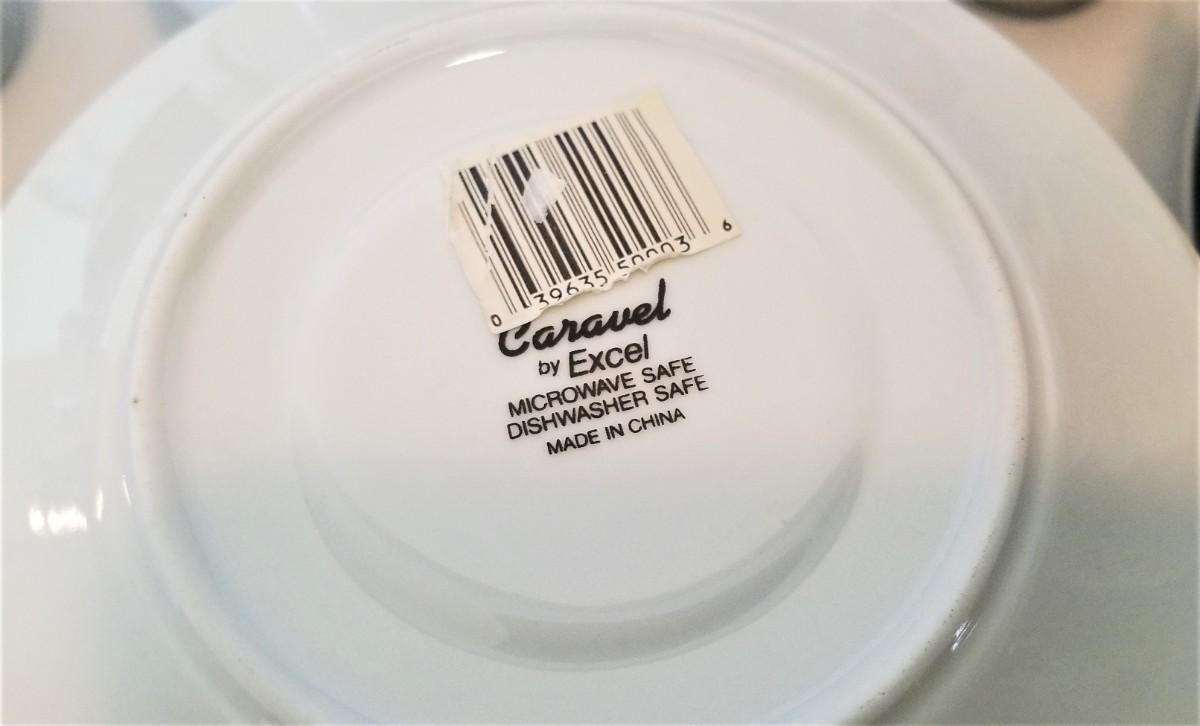 0 39635 50003 6
Caravel
by Excel
MICROWAVE SAFE
DISHWASHER SAFE
MADE IN CHINA